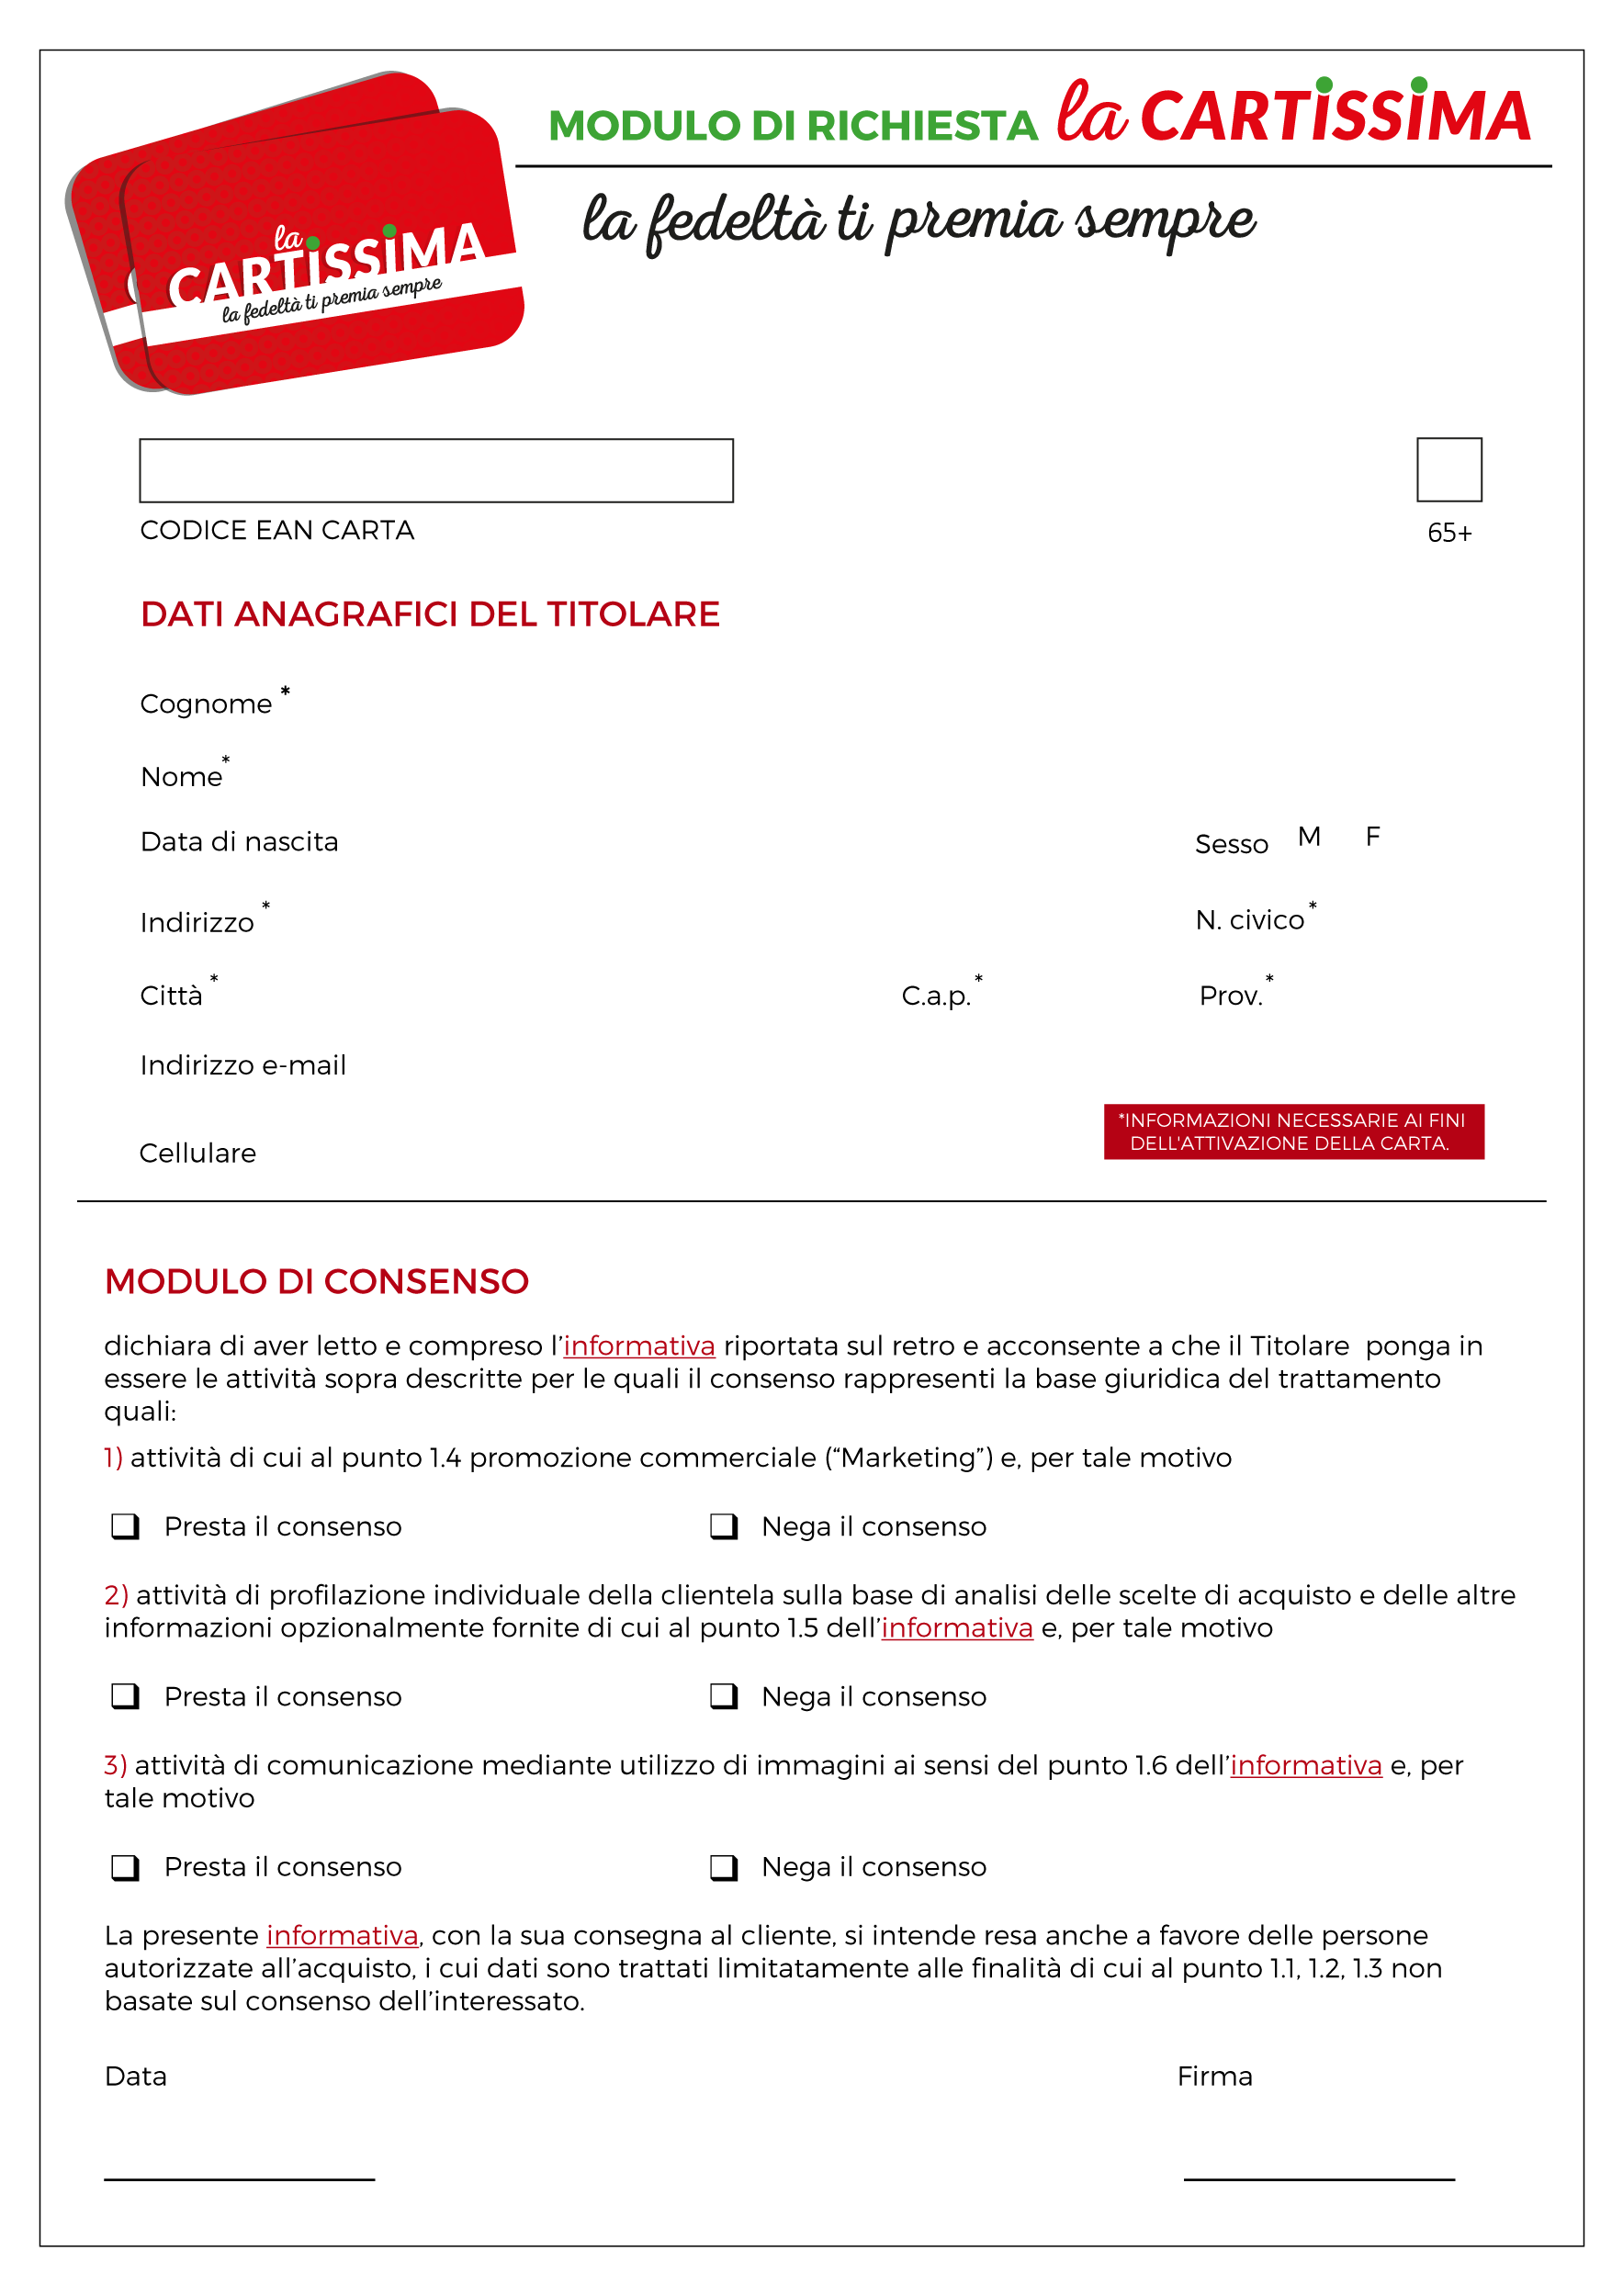 MODULO DI RICHIESTA la CARTISSIMA
la fedeltà ti premia sempre
la
CARTISSIMA
la fedeltà ti premia sempre
CODICE EAN CARTA
65+
DATI ANAGRAFICI DEL TITOLARE
Cognome *
Nome*
Data di nascita
Sesso M F
Indirizzo *
N. civico*
Città *
C.a.p.*
Prov.*
Indirizzo e-mail
*INFORMAZIONI NECESSARIE AI FINI
DELL'ATTIVAZIONE DELLA CARTA.
Cellulare
MODULO DI CONSENSO
dichiara di aver letto e compreso l’informativa riportata sul retro e acconsente a che il Titolare ponga in
essere le attività sopra descritte per le quali il consenso rappresenti la base giuridica del trattamento
quali:
1) attività di cui al punto 1.4 promozione commerciale (“Marketing”) e, per tale motivo
❑ Presta il consenso ❑ Nega il consenso
2) attività di profilazione individuale della clientela sulla base di analisi delle scelte di acquisto e delle altre
informazioni opzionalmente fornite di cui al punto 1.5 dell’informativa e, per tale motivo
❑ Presta il consenso ❑ Nega il consenso
3) attività di comunicazione mediante utilizzo di immagini ai sensi del punto 1.6 dell’informativa e, per
tale motivo
❑ Presta il consenso ❑ Nega il consenso
La presente informativa, con la sua consegna al cliente, si intende resa anche a favore delle persone
autorizzate all’acquisto, i cui dati sono trattati limitatamente alle finalità di cui al punto 1.1, 1.2, 1.3 non
basate sul consenso dell’interessato.
Data
Firma